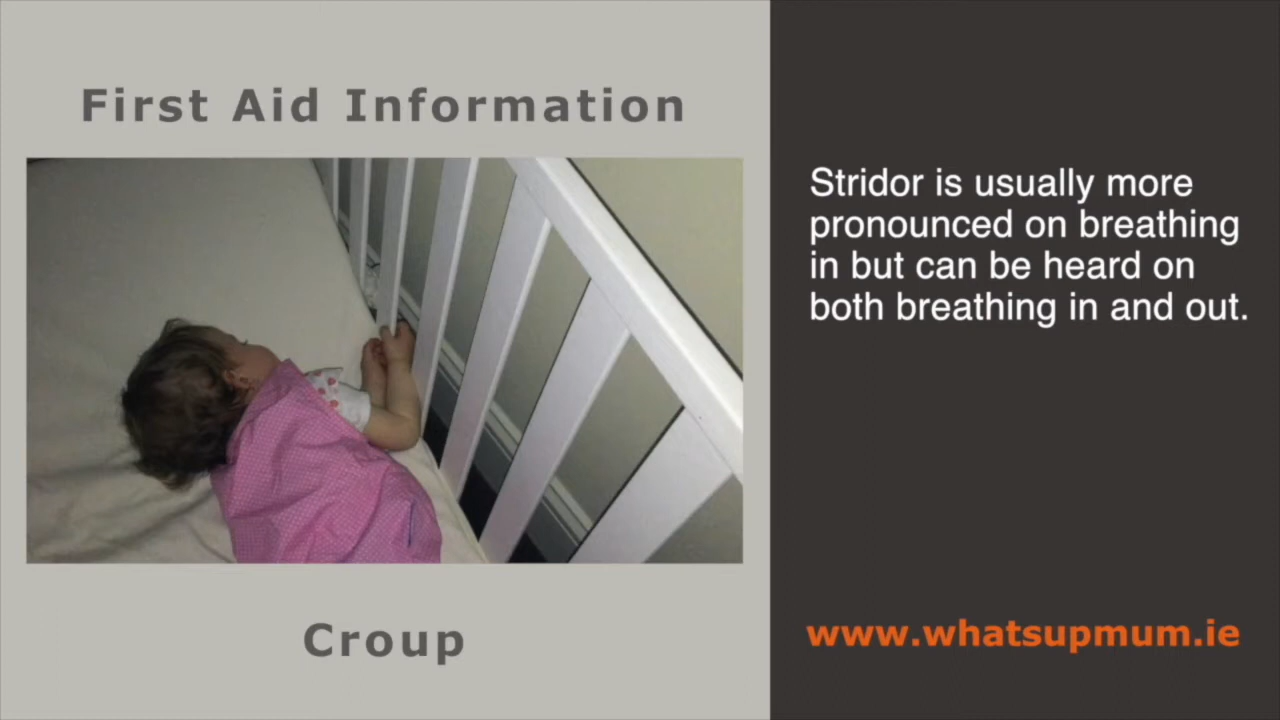 First Aid Information
Stridor is usually more
pronounced on breathing
in but can be heard on
both breathing in and out.
Croup
www.whatsupmum.ie